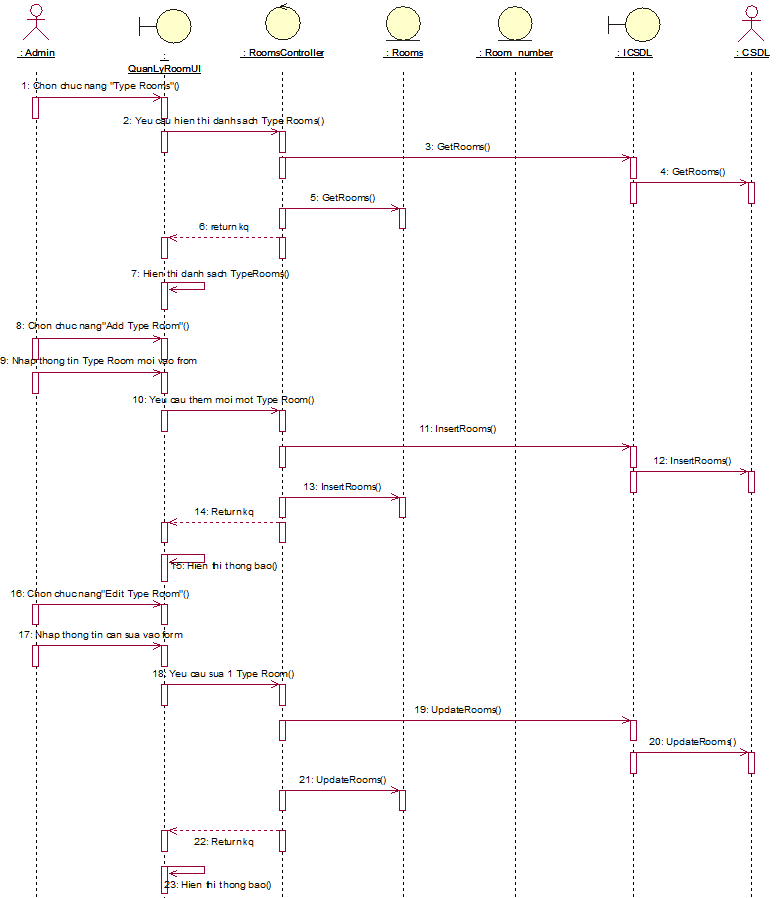 : Admin
:
QuanLyRoomUI
: RoomsController
: Rooms
: Room_number
: ICSDL
: CSDL
1: Chon chuc nang "Type Rooms"()
2: Yeu cau hien thi danh sach Type Rooms()
3: GetRooms()
4: GetRooms()
5: GetRooms()
6: return kq
7: Hien thi danh sach TypeRooms()
8: Chon chuc nang"Add Type Room"()
9: Nhap thong tin Type Room moi vao from
10: Yeu cau them moi mot Type Room()
11: InsertRooms()
12: InsertRooms()
13: InsertRooms()
14: Return kq
15: Hien thi thong bao()
16: Chon chuc nang"Edit Type Room"()
17: Nhap thong tin can sua vao form
18: Yeu cau sua 1 Type Room()
19: UpdateRooms()
20: UpdateRooms()
21: UpdateRooms()
22: Return kq
23: Hien thi thong bao()